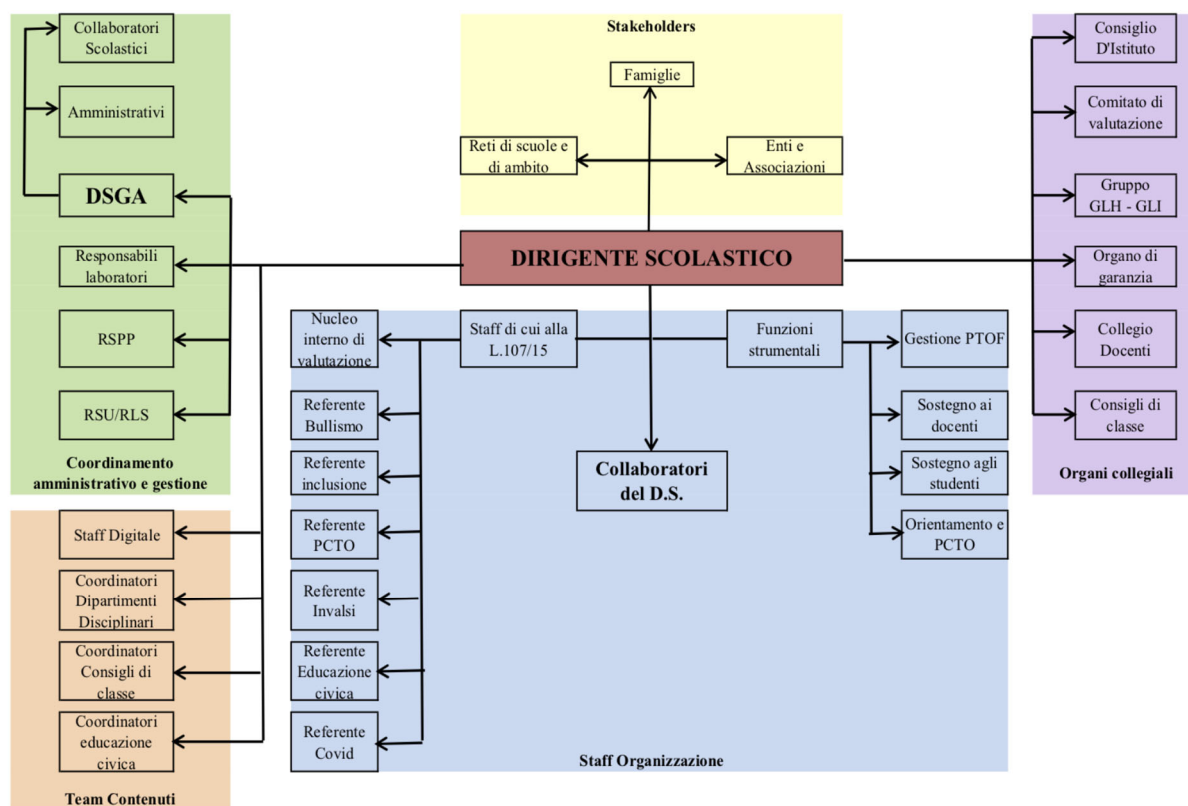 Collaboratori
Scolastici
Amministrativi
DSGA
Responsabili
laboratori
RSPP
RSU/RLS
Coordinamento
amministrativo e gestione
Staff Digitale
Coordinatori
Dipartimenti
Disciplinari
Coordinatori
Consigli di
classe
Coordinatori
educazione
civica
Team Contenuti
Stakeholders
Famiglie
Reti di scuole e
di ambito
Enti e
Associazioni
DIRIGENTE SCOLASTICO
Nucleo
interno di
valutazione
Staff di cui alla
L.107/15
Funzioni
strumentali
Gestione PTOF
Referente
Bullismo
Referente
inclusione
Referente
PCTO
Referente
Invalsi
Referente
Educazione
civica
Referente
Covid
Collaboratori
del D.S.
Sostegno ai
docenti
Sostegno agli
studenti
Orientamento e
PCTO
Staff Organizzazione
Consiglio
D'Istituto
Comitato di
valutazione
Gruppo
GLH - GLI
Organo di
garanzia
Collegio
Docenti
Consigli di
classe
Organi collegiali